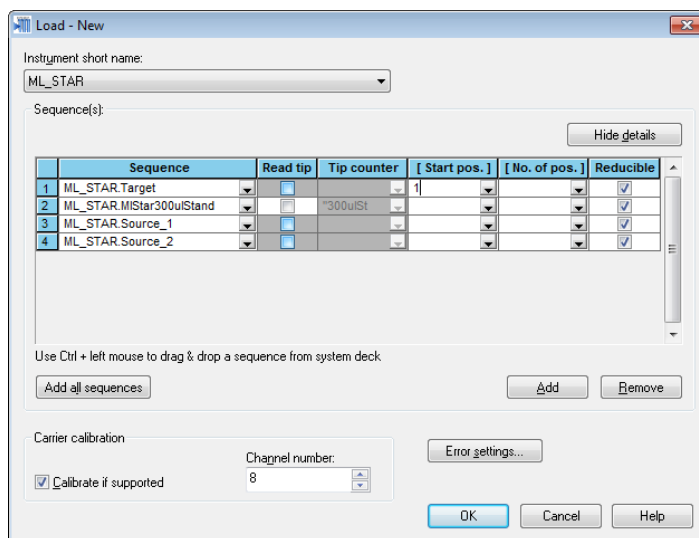 Load - New
Instrument short name:
ML_STAR
Sequence(s):
Hide details
Sequence Read tip Tip counter [ Start pos. ] [ No. of pos. ] Reducible
1 ML_STAR.Target 1
2 ML_STAR.MlStar300ulStand "300ulSt
3 ML_STAR.Source_1
4 ML_STAR.Source_2
Use Ctrl + left mouse to drag & drop a sequence from system deck
Add all sequences Add Remove
Carrier calibration
Channel number:
Error settings...
Calibrate if supported 8
OK Cancel Help